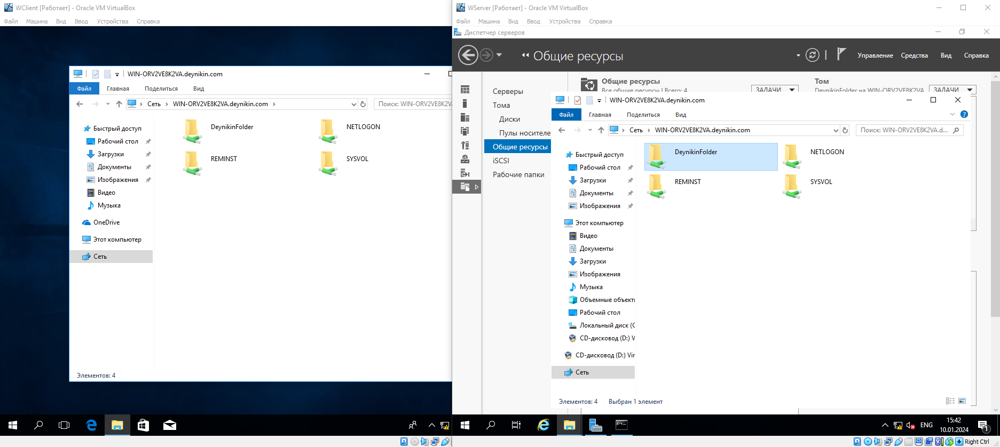 WClient [Работает] - Oracle VM VirtualBox
Файл Машина Вид Ввод Устройства Справка
WIN-ORV2VE8K2VA.deynikin.com
Файл Главная Поделиться Вид
Сеть WIN-ORV2VE8K2VA.deynikin.com Поиск: WIN-ORV2VE8K2VA
Быстрый доступ
Рабочий стол
Загрузки
Документы
Изображения
Видео
Музыка
OneDrive
Этот компьютер
Сеть
DeynikinFolder NETLOGON
REMINST SYSVOL
Элементов: 4
WServer [Работает] - Oracle VM VirtualBox
Файл Машина Вид Ввод Устройства Справка
Диспетчер серверов
Общие ресурсы
Управление Средства Вид Справка
Серверы
Тома
Диски
Пулы носителе
Общие ресурсы
iSCSI
Рабочие папки
Общие ресурсы
Все общие ресурсы | Всего: 4
ЗАДАЧИ
Том
DeynikinFolder на WIN-ORV2VE8K2VA
ЗАДАЧИ
WIN-ORV2VE8K2VA.deynikin.com
Файл Главная Поделиться Вид
Сеть WIN-ORV2VE8K2VA.deynikin.com Поиск: WIN-ORV2VE8K2VA.d...
Быстрый доступ
Рабочий стол
Загрузки
Документы
Изображения
Этот компьютер
Видео
Документы
Загрузки
Изображения
Музыка
Объемные объект
Рабочий стол
Локальный диск (C
CD-дисковод (D:) V
CD-дисковод (D:) Vir
Сеть
DeynikinFolder NETLOGON
REMINST SYSVOL
Элементов: 4 Выбран 1 элемент
ENG
15:42
10.01.2024
1
Right Ctrl